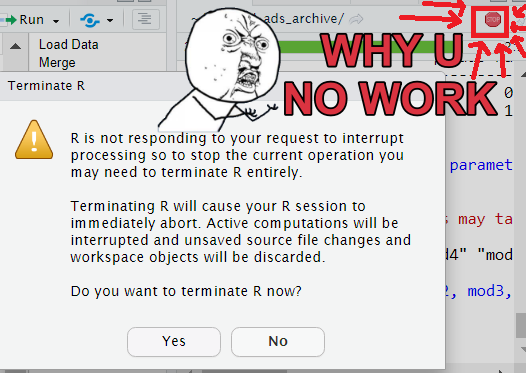 Run
ads_archive/
STOP
Load Data
Merge
WHY U
NO WORK
Terminate R
0
1
R is not responding to your request to interrupt
processing so to stop the current operation you
may need to terminate R entirely.
paramet
Terminating R will cause your R session to
immediately abort. Active computations will be
interrupted and unsaved source file changes and
workspace objects will be discarded.
s may ta
d4" "mod
Do you want to terminate R now?
2, mod3,
Yes
No